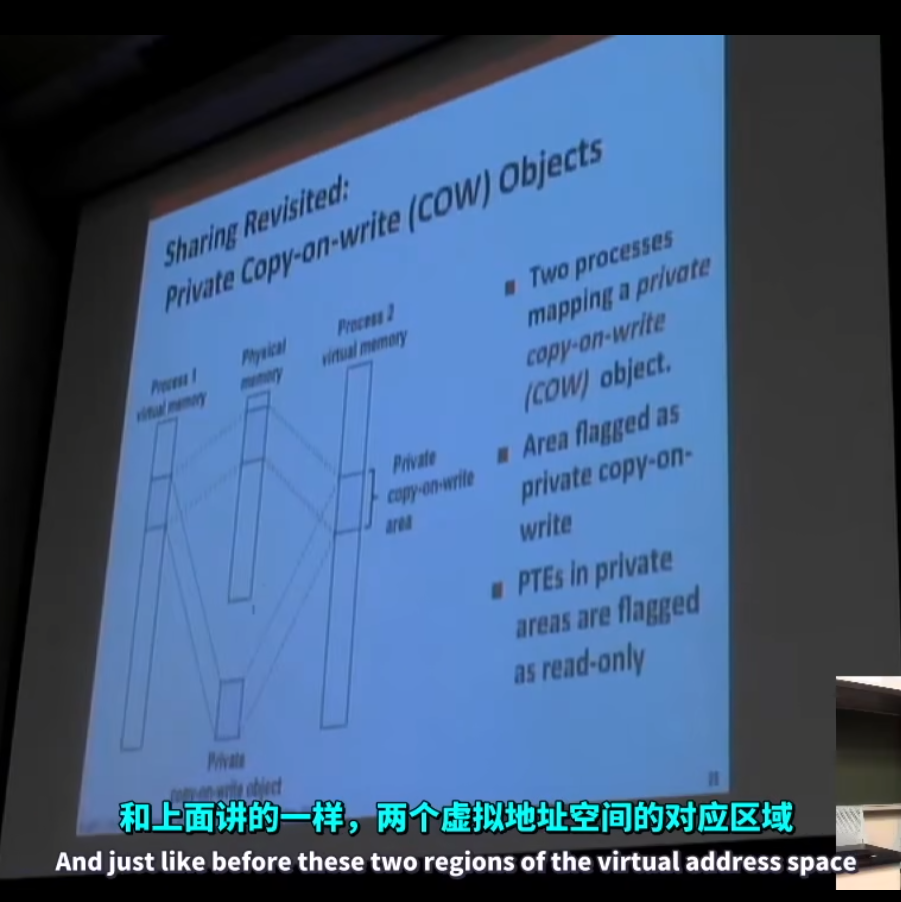 Sharing Revisited:
Private Copy-on-write (COW) Objects
Process 1
virtual memory
Physical
memory
Process 2
virtual memory
Private
copy-on-write
area
Private
copy-on-write object
■ Two processes
mapping a private
copy-on-write
(COW) object.
■ Area flagged as
private copy-on-
write
■ PTEs in private
areas are flagged
as read-only
和上面讲的一样，两个虚拟地址空间的对应区域
And just like before these two regions of the virtual address space